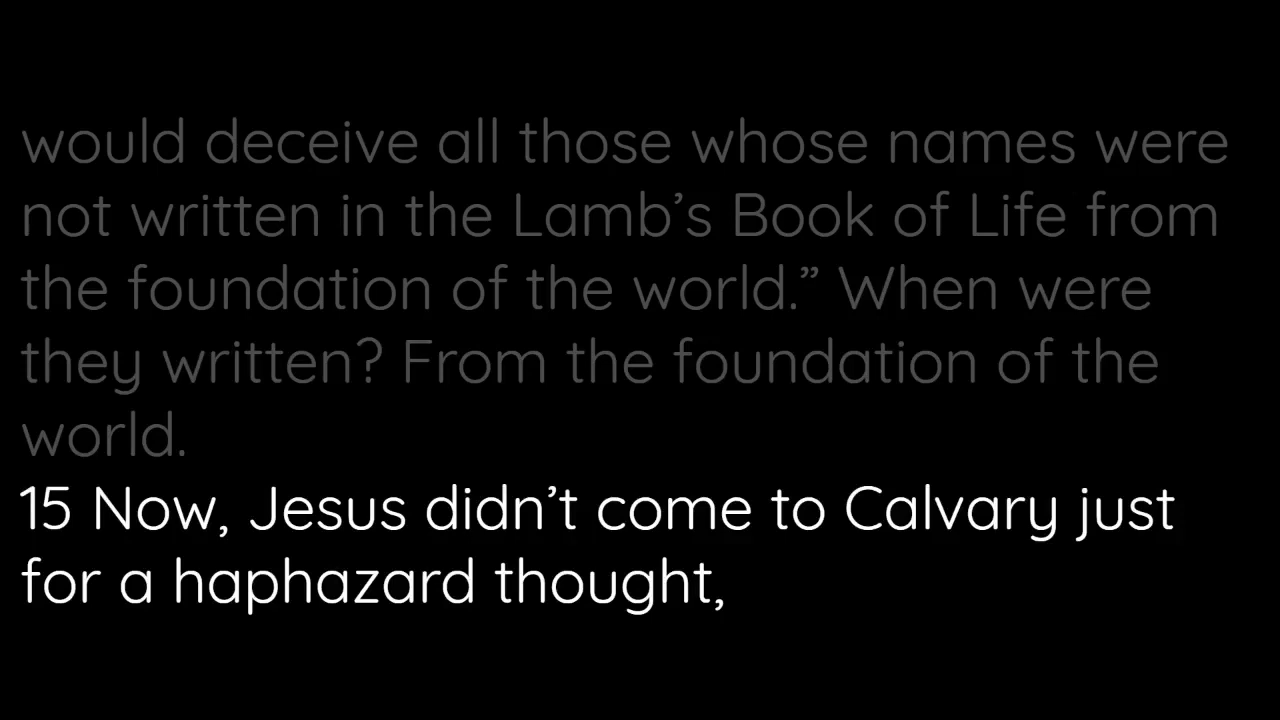 would deceive all those whose names were
not written in the Lamb’s Book of Life from
the foundation of the world.” When were
they written? From the foundation of the
world.
15 Now, Jesus didn’t come to Calvary just
for a haphazard thought,